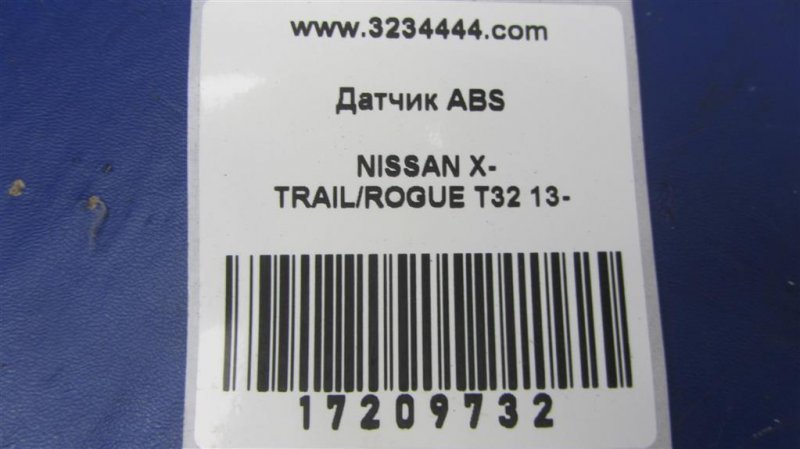 www.3234444.com
Датчик ABS
NISSAN X-
TRAIL/ROGUE T32 13-
17209732